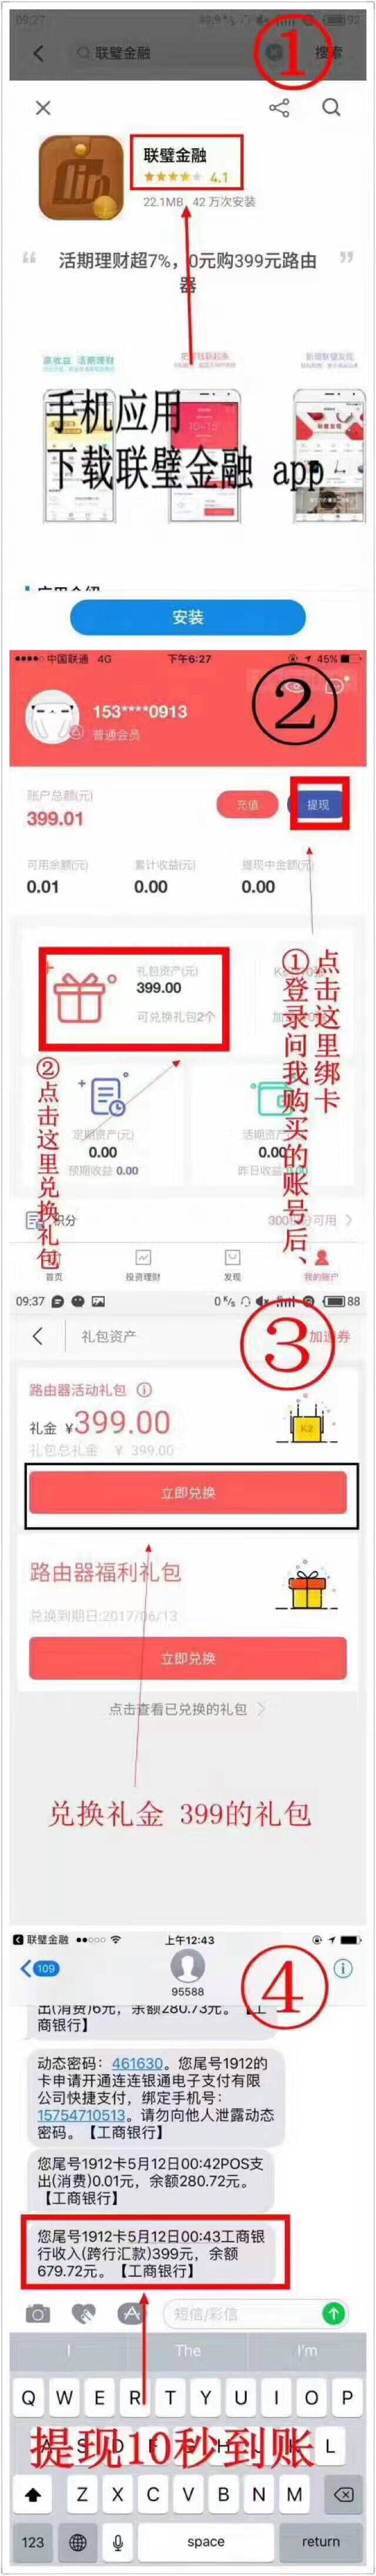 09:27
92
联璧金融
搜索
①
联璧金融
4.1
22.1MB, 42 万次安装
“ 活期理财超7%，0元购399元路由器 ”
高收益 活期理财
新增联璧发现
手机应用
下载联璧金融 app
应用介绍
安装
中国联通 4G
下午6:27
45%
②
153****0913
普通会员
账户总额(元)
399.01
充值
提现
可用余额(元)
累计收益(元)
提现中金额(元)
0.01
0.00
0.00
礼包资产(元)
399.00
可兑换礼包2个
①登录问我购买的账号后、
点击这里绑卡
②点击这里兑换礼包
定期资产(元)
0.00
预期收益 0.00
活期资产
0.00
昨日收益
积分
可用
首页
投资理财
发现
我的账户
09:37
0 K/s
88
礼包资产
加速券
③
路由器活动礼包
礼金 ¥399.00
礼包总礼金 ¥ 399.00
K2
立即兑换
路由器福利礼包
兑换到期日:2017/06/13
立即兑换
点击查看已兑换的礼包
兑换礼金 399的礼包
联璧金融
上午12:43
109
95588
④
出(消费)6元，余额280.73元。【工
商银行】
动态密码：461630。您尾号1912的
卡申请开通连连银通电子支付有限
公司快捷支付，绑定手机号：
15754710513。请勿向他人泄露动态
密码。【工商银行】
您尾号1912卡5月12日00:42POS支
出(消费)0.01元，余额280.72元。
【工商银行】
您尾号1912卡5月12日00:43工商银
行收入(跨行汇款)399元，余额
679.72元。【工商银行】
短信/彩信
I
The
I'm
Q W E R T Y U I O P
A S D F G H J K L
提现10秒到账
Z X C V B N M
123
space
return